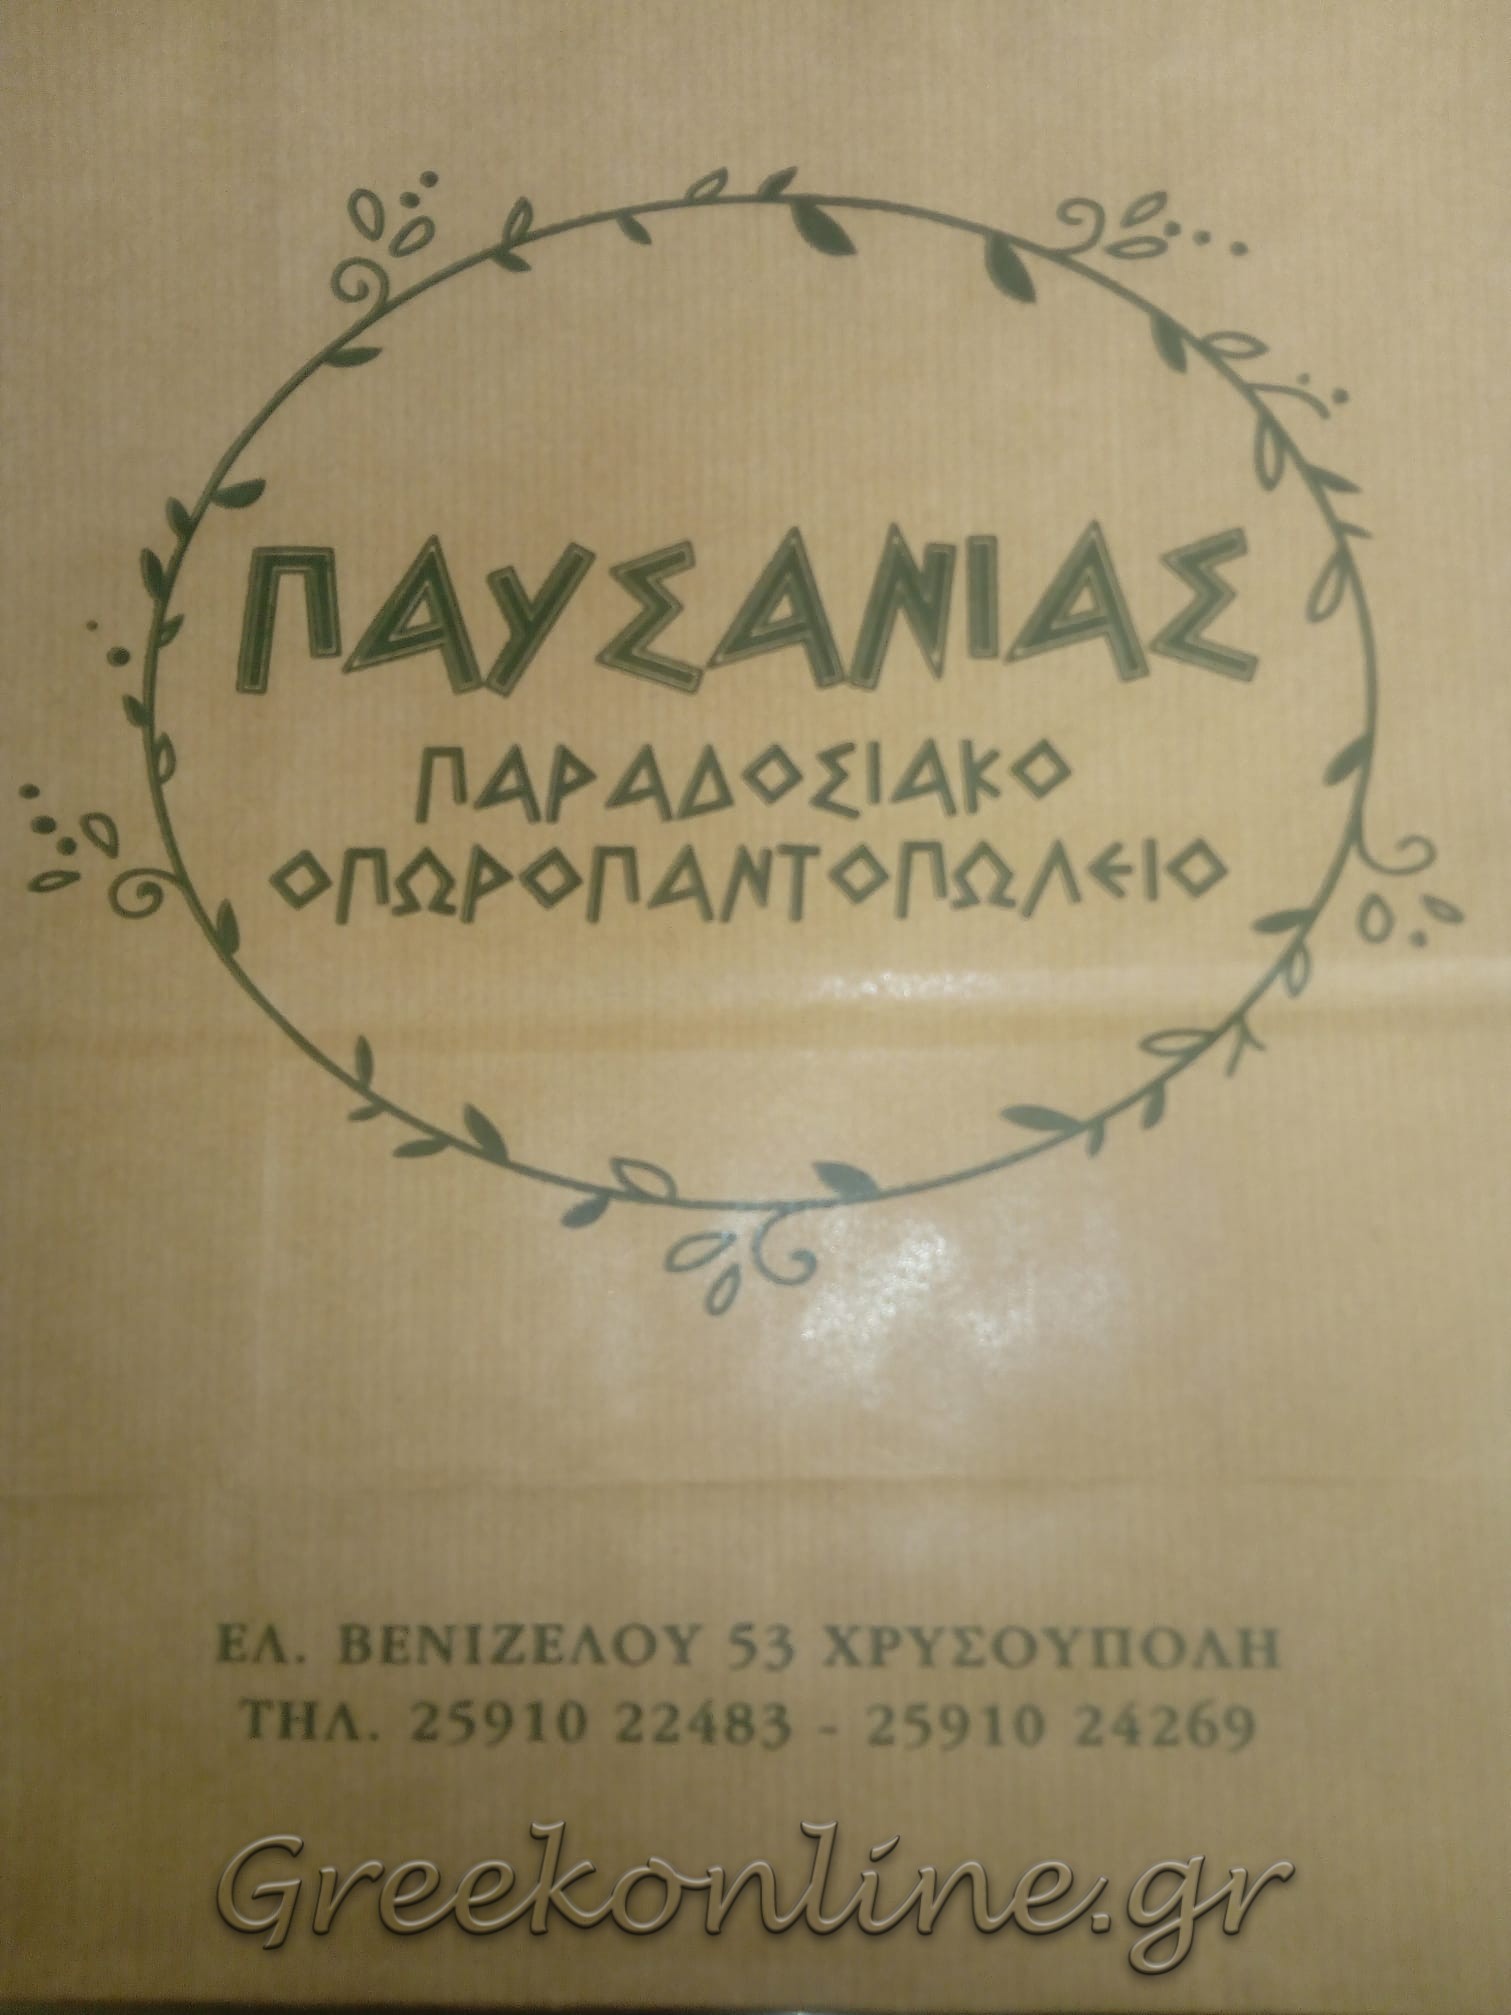 ΠΑΥΣΑΝΙΑΣ
ΠΑΡΑΔΟΣΙΑΚΟ
ΟΠΩΡΟΠΑΝΤΟΠΩΛΕΙΟ
ΕΛ. ΒΕΝΙΖΕΛΟΥ 53 ΧΡΥΣΟΥΠΟΛΗ
ΤΗΛ. 25910 22483 - 25910 24269
Greekonline.gr